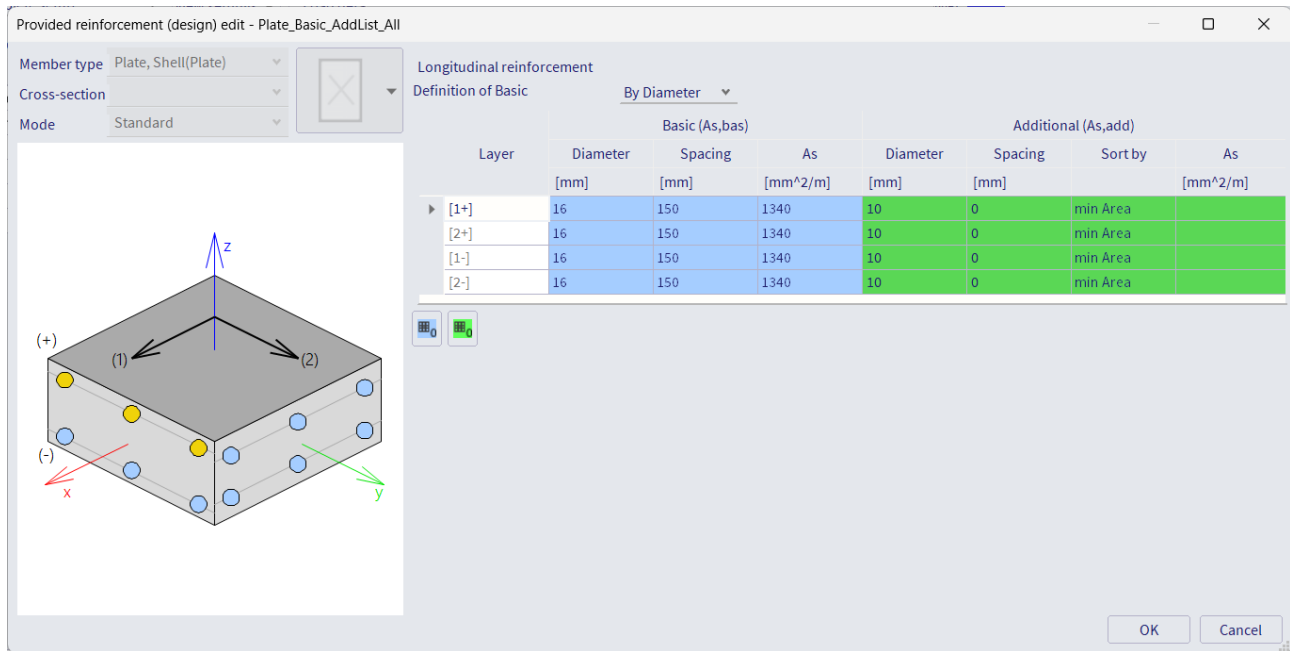 Provided reinforcement (design) edit - Plate_Basic_AddList_All
Member type Plate, Shell(Plate)
Cross-section
Mode Standard
Longitudinal reinforcement
Definition of Basic By Diameter
Basic (As,bas) Additional (As,add)
Layer Diameter Spacing As Diameter Spacing Sort by As
[mm] [mm] [mm^2/m] [mm] [mm] [mm^2/m]
[1+] 16 150 1340 10 0 min Area
[2+] 16 150 1340 10 0 min Area
[1-] 16 150 1340 10 0 min Area
[2-] 16 150 1340 10 0 min Area
0 0
z
(+)
(1) (2)
(-)
x y
OK Cancel